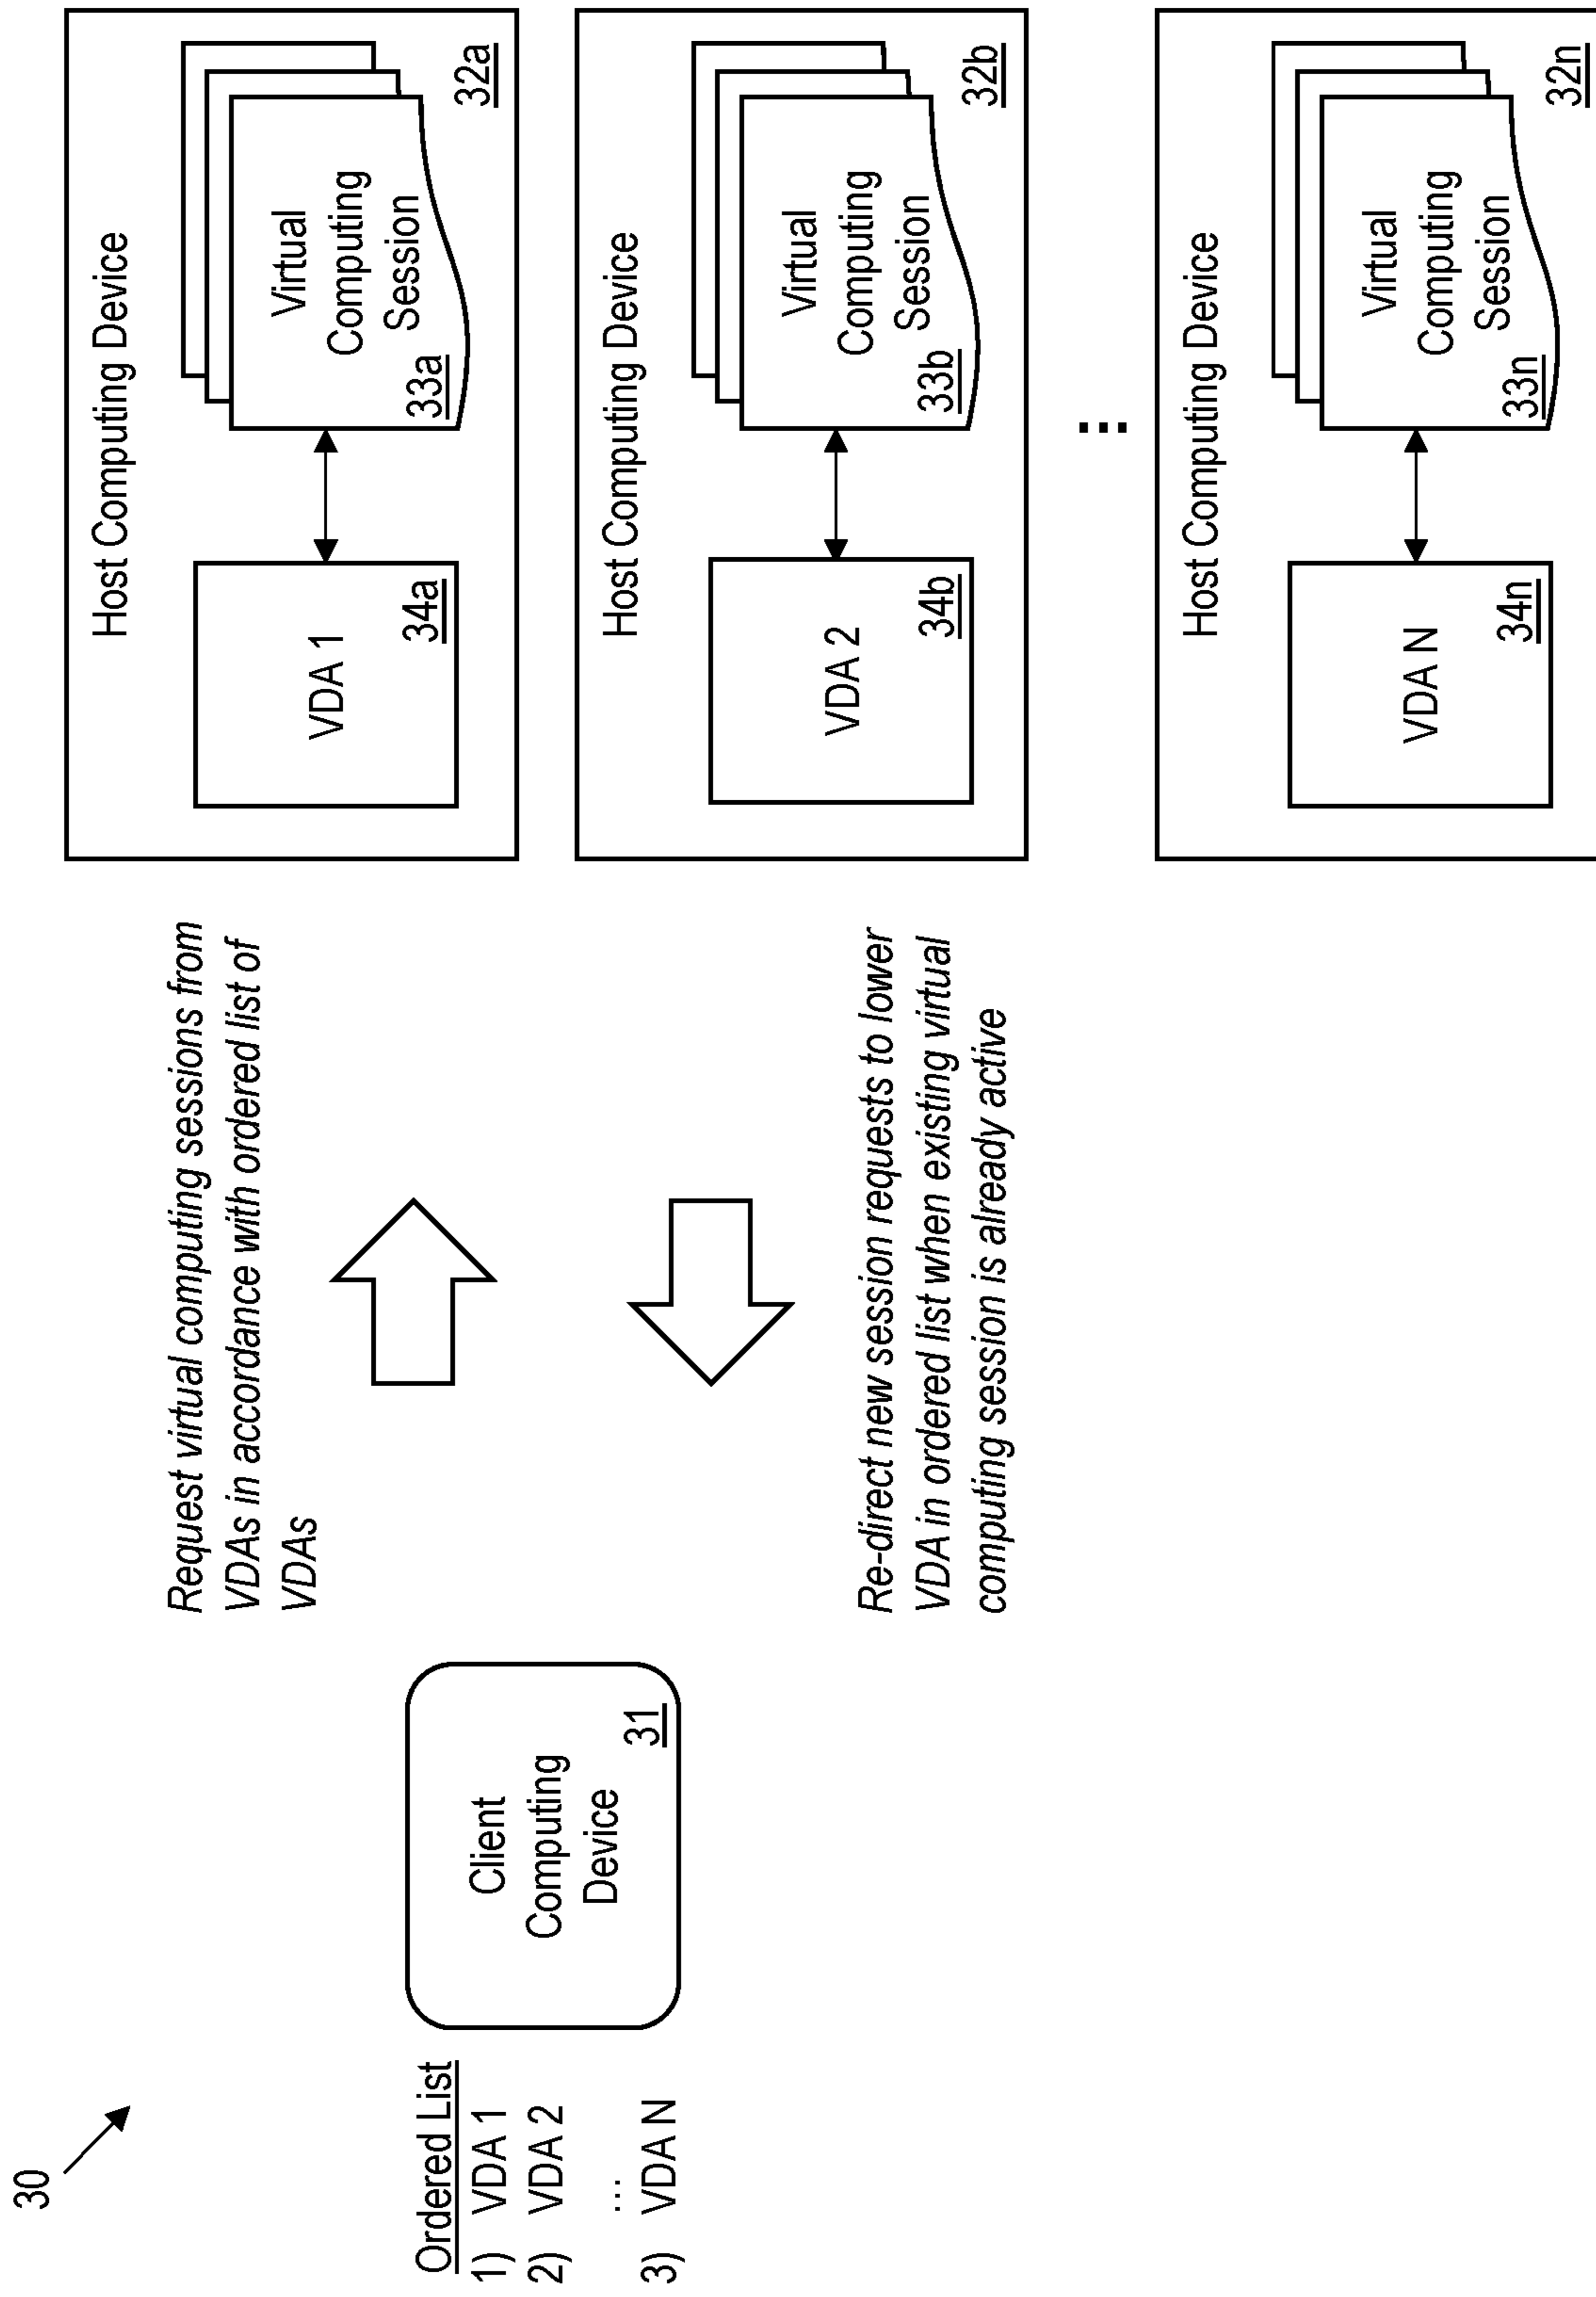 30
Ordered List
1) VDA 1
2) VDA 2
...
3) VDA N
Client
Computing
Device
31
Request virtual computing sessions from
VDAs in accordance with ordered list of
VDAs
Re-direct new session requests to lower
VDA in ordered list when existing virtual
computing session is already active
Host Computing Device
VDA 1
34a
Virtual
Computing
Session
33a
32a
Host Computing Device
VDA 2
34b
Virtual
Computing
Session
33b
32b
...
Host Computing Device
VDA N
34n
Virtual
Computing
Session
33n
32n